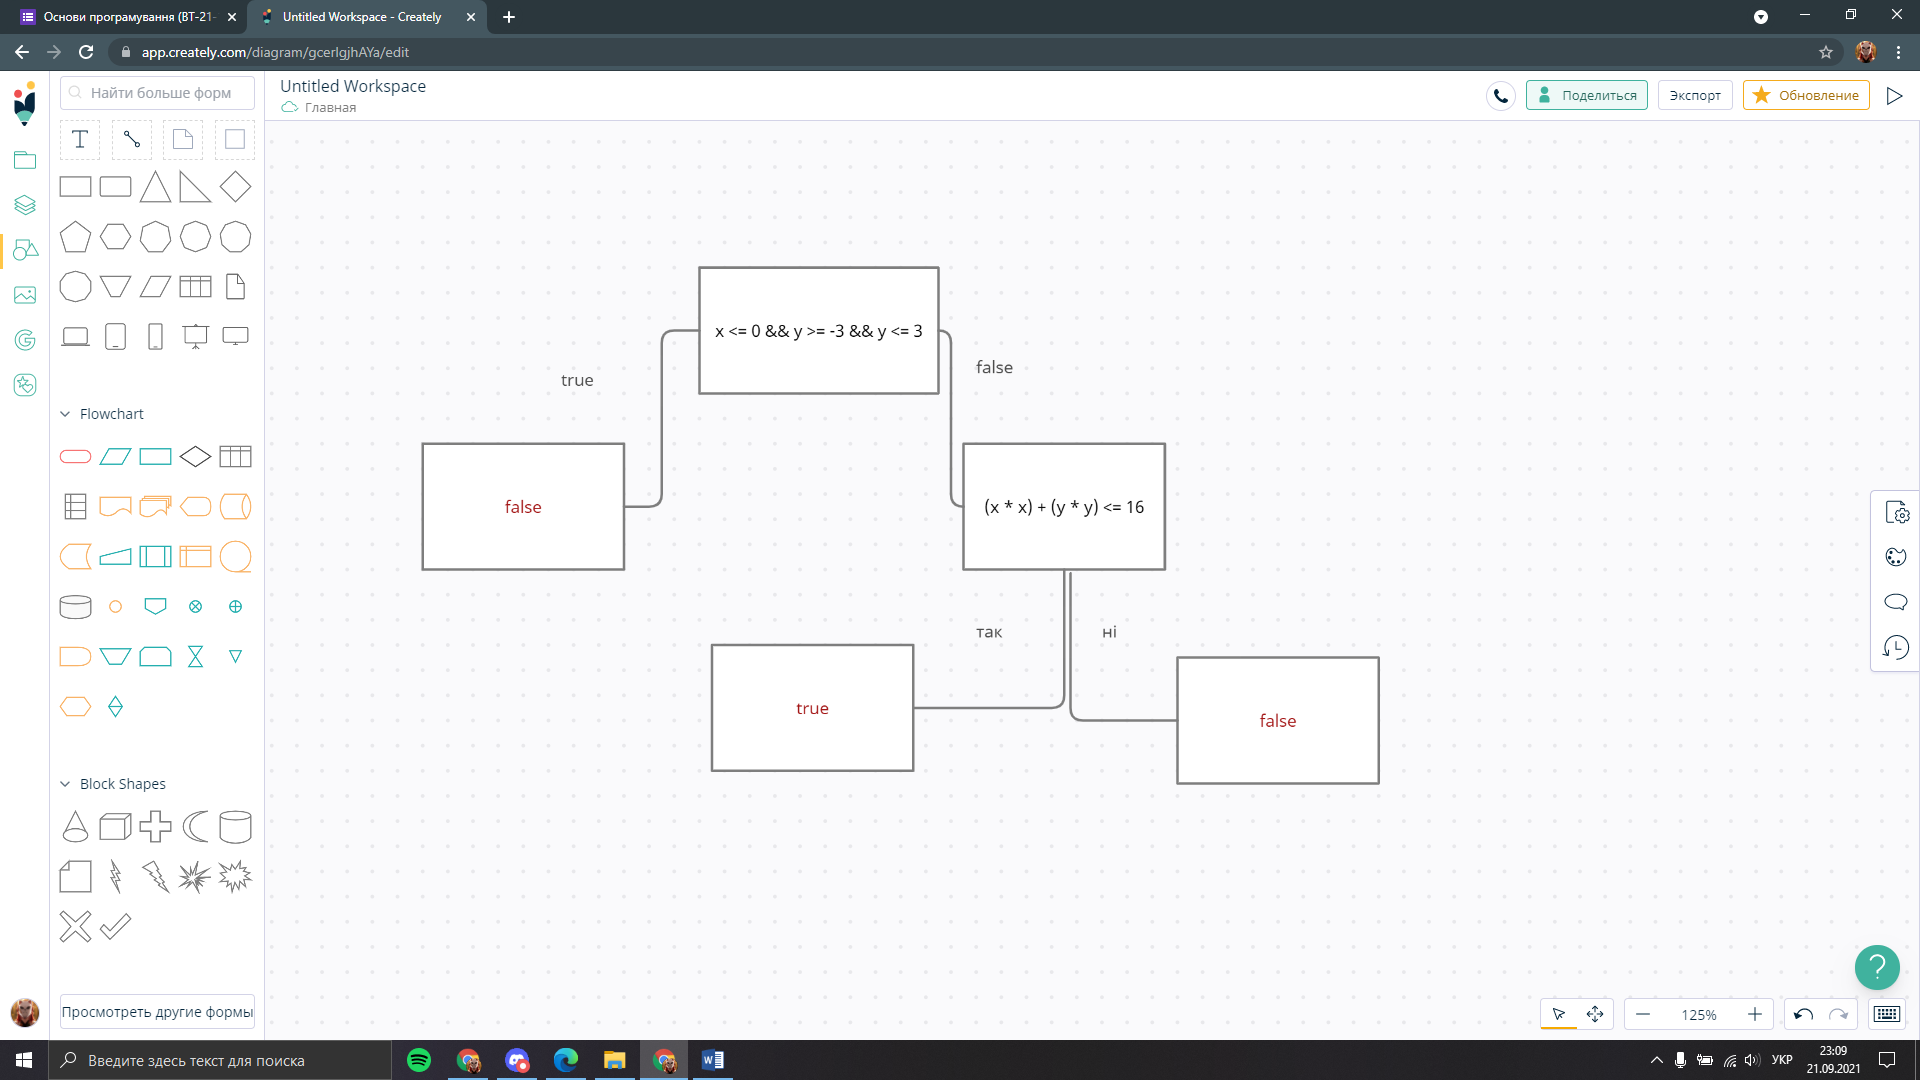 Основи програмування (ВТ-21-
Untitled Workspace - Creately
app.creately.com/diagram/gcerlgjhAYa/edit
Найти больше форм
Untitled Workspace
Главная
Поделиться
Экспорт
Обновление
T
x <= 0 && y >= -3 && y <= 3
true
false
Flowchart
false
(x * x) + (y * y) <= 16
так
ні
true
false
Block Shapes
Просмотреть другие формы
125%
Введите здесь текст для поиска
УКР
23:09
21.09.2021